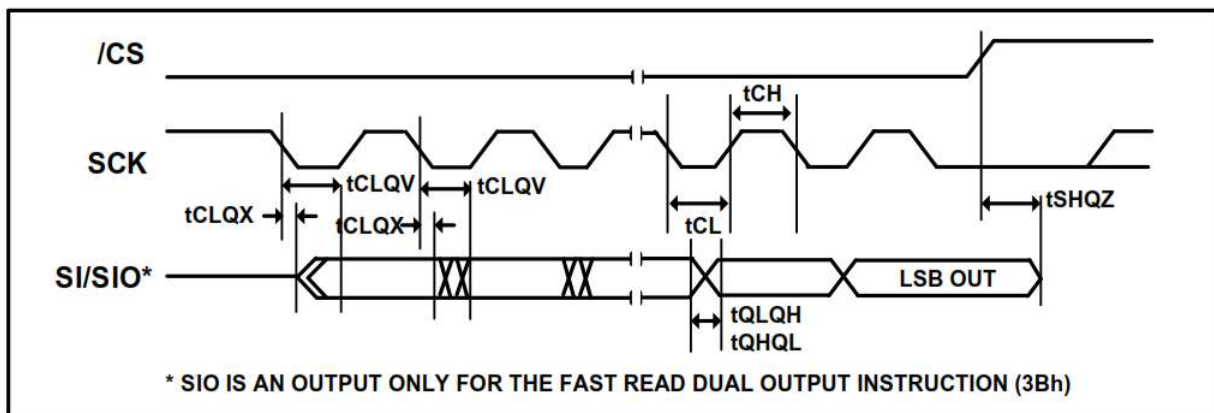 /CS
tCH
SCK
tCLQV tCLQV
tCLQX tCLQX tCL tSHQZ
SI/SIO* LSB OUT
tQLQH
tQHQL
* SIO IS AN OUTPUT ONLY FOR THE FAST READ DUAL OUTPUT INSTRUCTION (3Bh)